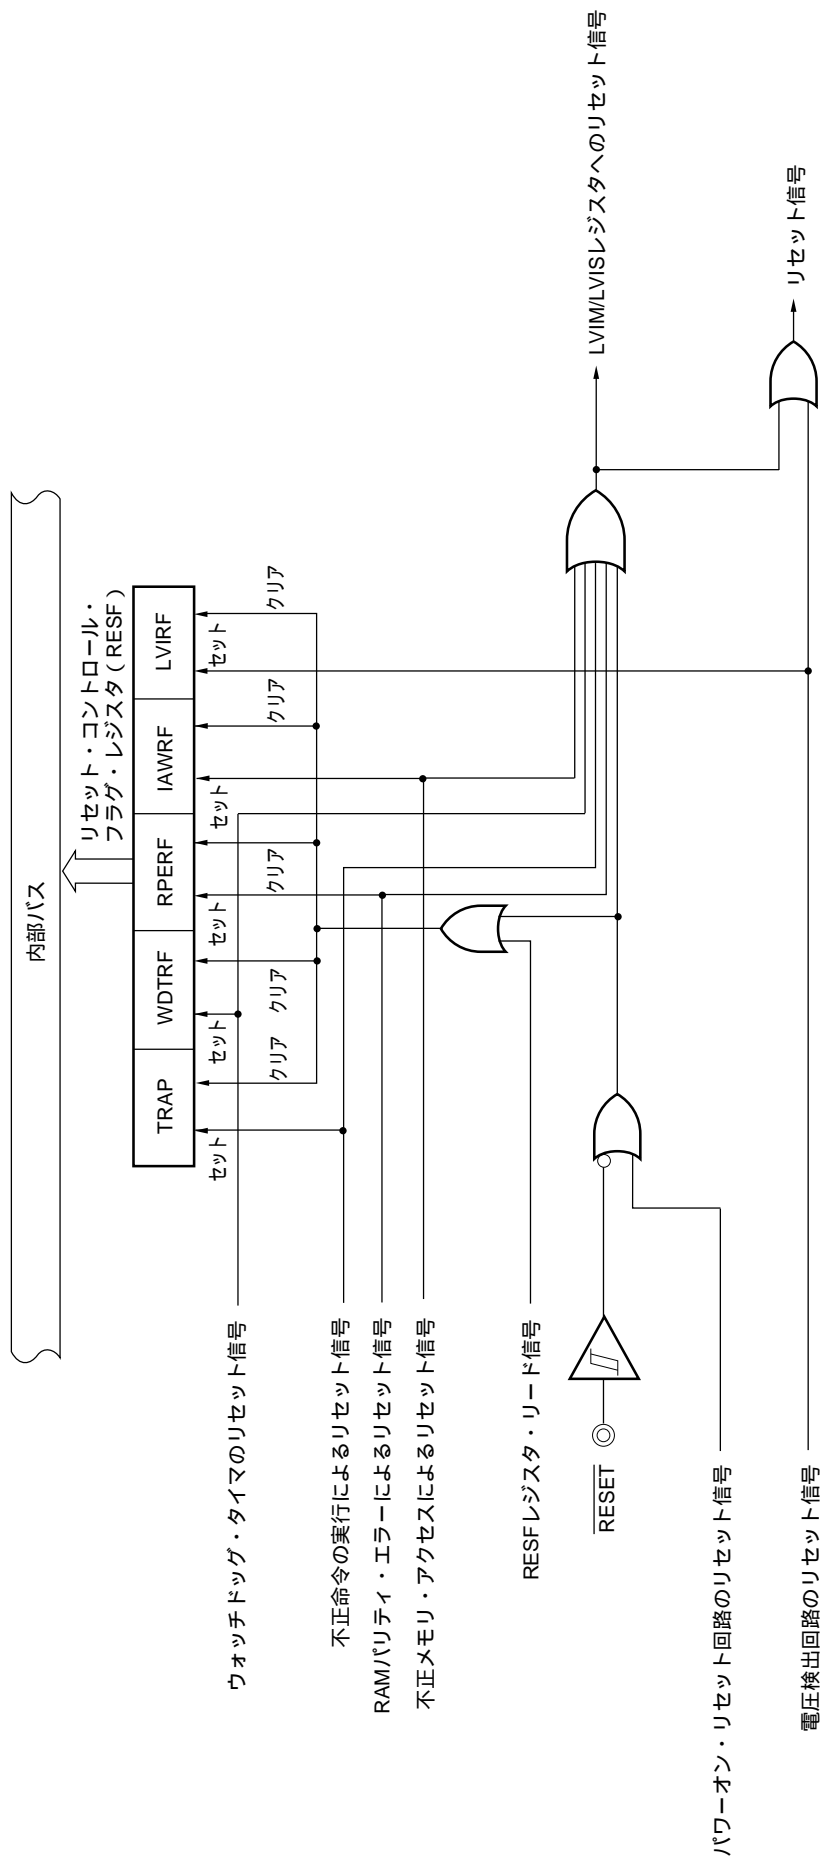 内部バス
リセット・コントロール・
フラグ・レジスタ（RESF）
TRAP
WDTRF
RPERF
IAWRF
LVIRF
セット
クリア
セット
クリア
セット
クリア
セット
クリア
セット
クリア
ウォッチドッグ・タイマのリセット信号
不正命令の実行によるリセット信号
RAMパリティ・エラーによるリセット信号
不正メモリ・アクセスによるリセット信号
RESFレジスタ・リード信号
RESET
パワーオン・リセット回路のリセット信号
電圧検出回路のリセット信号
LVIM/LVISレジスタへのリセット信号
リセット信号